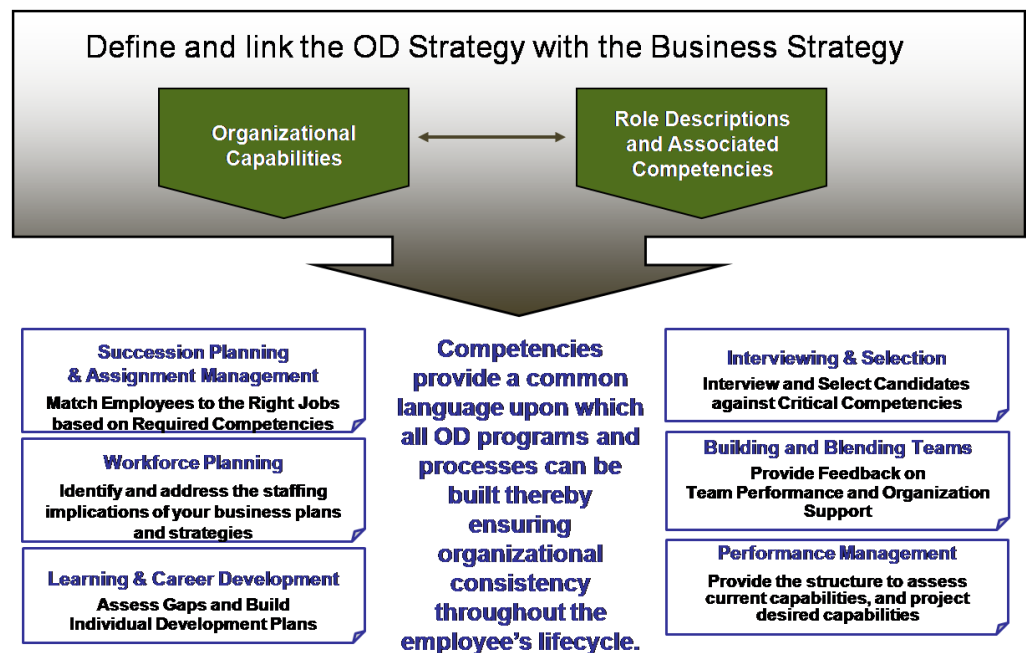 Define and link the OD Strategy with the Business Strategy
Organizational
Capabilities
Role Descriptions
and Associated
Competencies
Succession Planning
& Assignment Management
Match Employees to the Right Jobs
based on Required Competencies
Workforce Planning
Identify and address the staffing
implications of your business plans
and strategies
Learning & Career Development
Assess Gaps and Build
Individual Development Plans
Competencies
provide a common
language upon which
all OD programs and
processes can be
built thereby
ensuring
organizational
consistency
throughout the
employee's lifecycle.
Interviewing & Selection
Interview and Select Candidates
against Critical Competencies
Building and Blending Teams
Provide Feedback on
Team Performance and Organization
Support
Performance Management
Provide the structure to assess
current capabilities, and project
desired capabilities